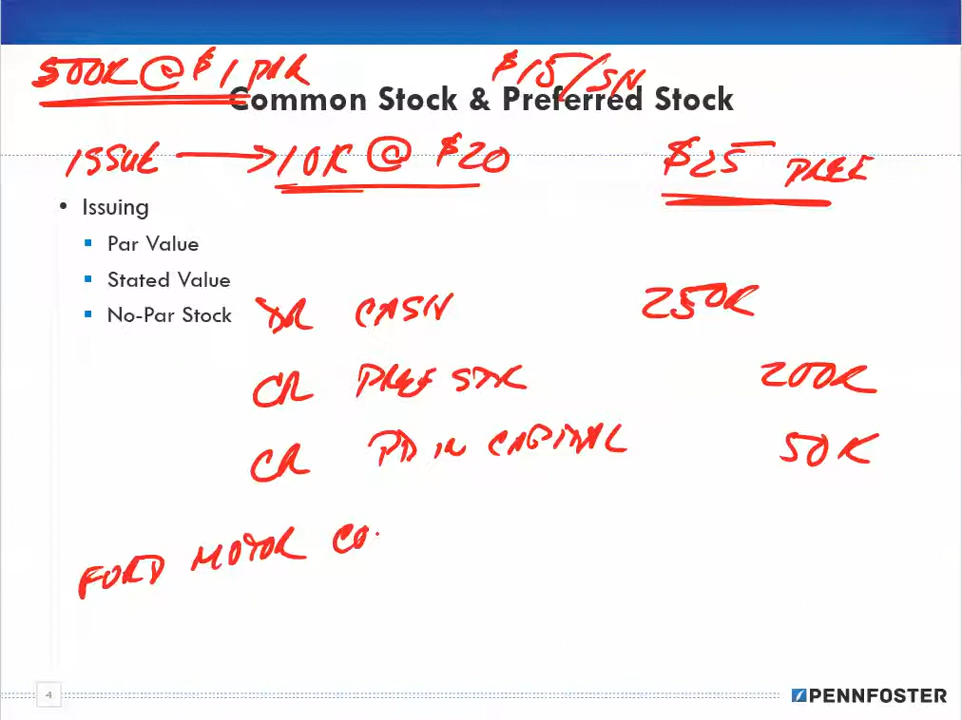 500K @ $1 PAR $15/SH
Common Stock & Preferred Stock
ISSUE → 10K @ $20 $25 PREF
• Issuing
▪ Par Value
▪ Stated Value
▪ No-Par Stock
DR CASH 250K
CR PREF STK 200K
CR PD IN CAPITAL 50K
FORD MOTOR CO.
4
PENNFOSTER